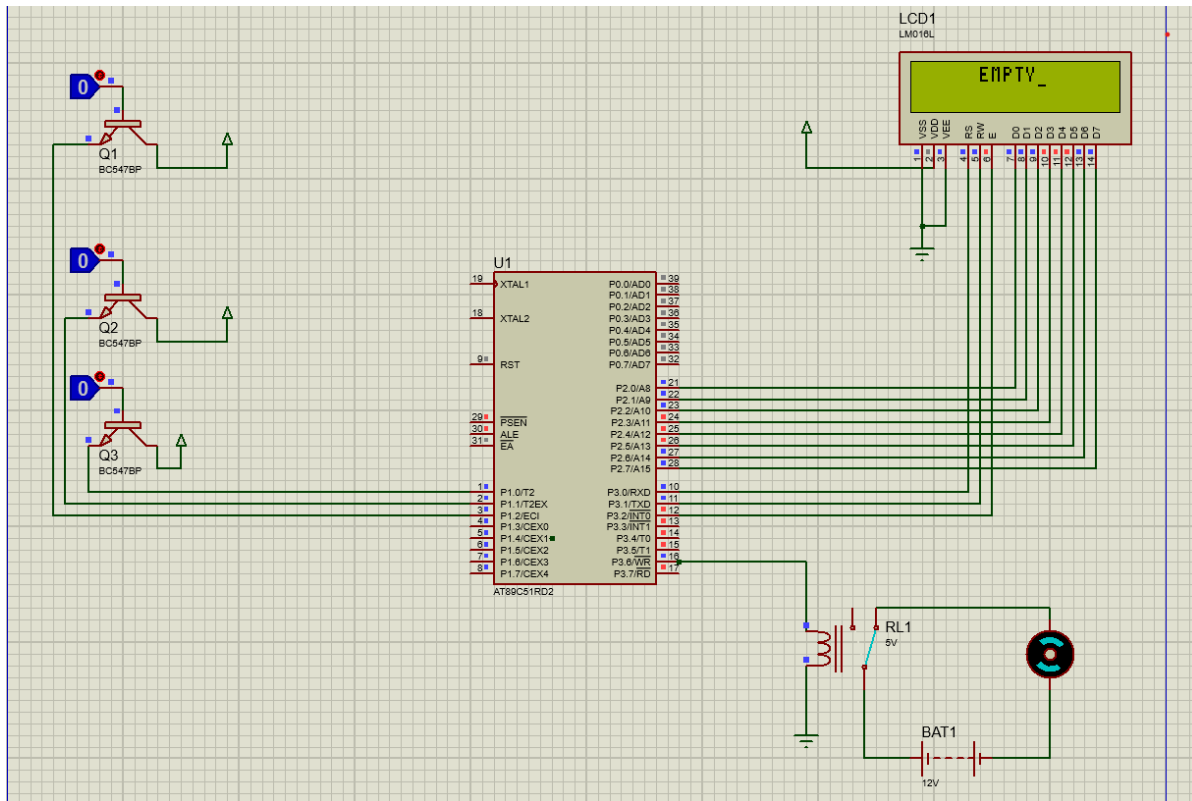 LCD1
LM016L
EMPTY_
VSS VDD VEE RS RW E D0 D1 D2 D3 D4 D5 D6 D7
1 2 3 4 5 6 7 8 9 10 11 12 13 14
0
Q1
BC547BP
0
Q2
BC547BP
0
Q3
BC547BP
U1
19 XTAL1 P0.0/AD0 39
P0.1/AD1 38
P0.2/AD2 37
18 XTAL2 P0.3/AD3 36
P0.4/AD4 35
P0.5/AD5 34
P0.6/AD6 33
9 RST P0.7/AD7 32
P2.0/A8 21
P2.1/A9 22
P2.2/A10 23
29 PSEN P2.3/A11 24
30 ALE P2.4/A12 25
31 EA P2.5/A13 26
P2.6/A14 27
P2.7/A15 28
1 P1.0/T2 P3.0/RXD 10
2 P1.1/T2EX P3.1/TXD 11
3 P1.2/ECI P3.2/INT0 12
4 P1.3/CEX0 P3.3/INT1 13
5 P1.4/CEX1 P3.4/T0 14
6 P1.5/CEX2 P3.5/T1 15
7 P1.6/CEX3 P3.6/WR 16
8 P1.7/CEX4 P3.7/RD 17
AT89C51RD2
RL1
5V
BAT1
12V